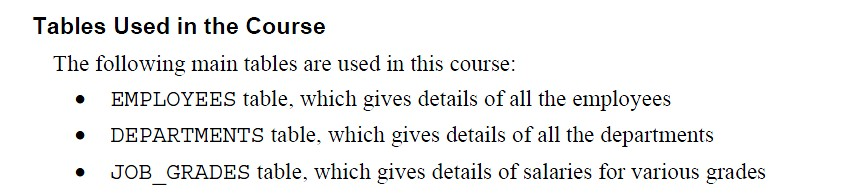 Tables Used in the Course
The following main tables are used in this course:
• EMPLOYEES table, which gives details of all the employees
• DEPARTMENTS table, which gives details of all the departments
• JOB_GRADES table, which gives details of salaries for various grades